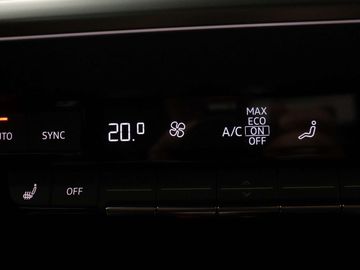 MAX
ECO
UTO SYNC 20.0 A/C ON
OFF
OFF